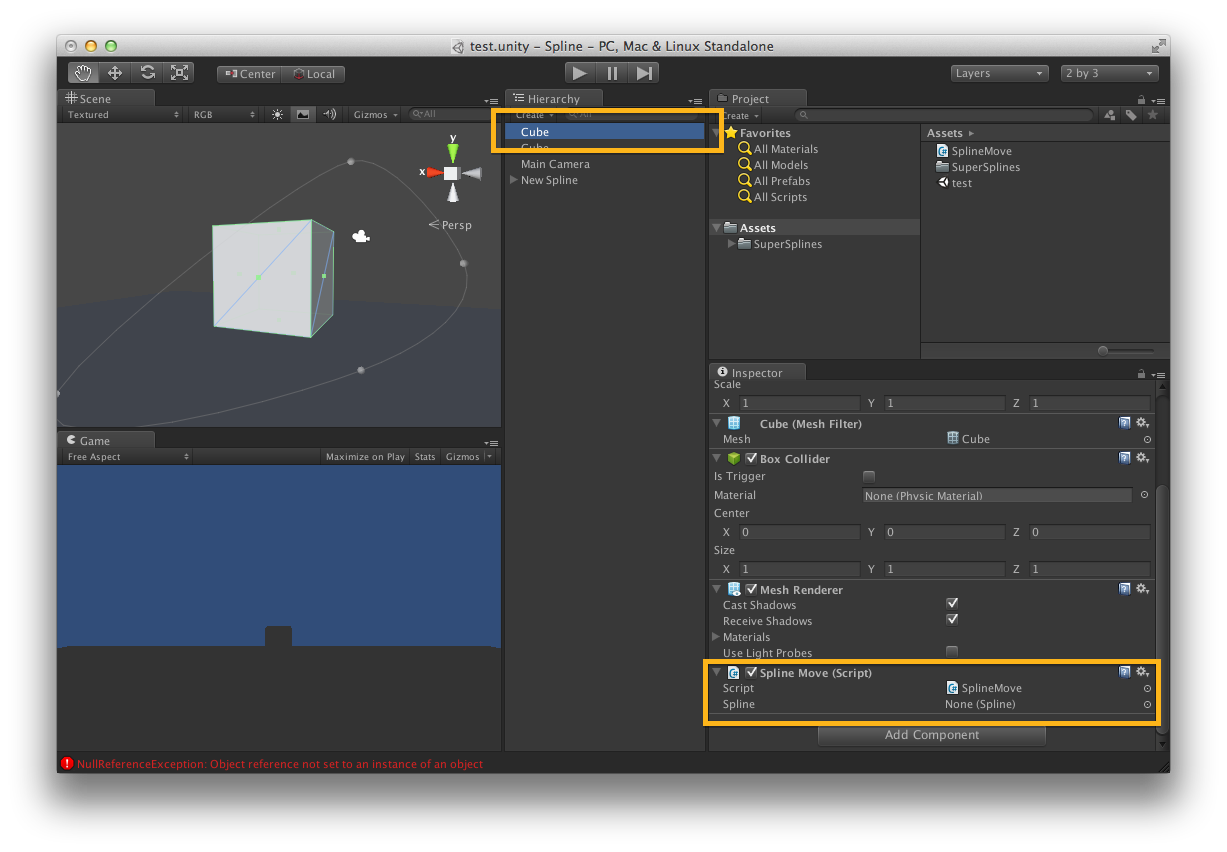 test.unity – Spline – PC, Mac & Linux Standalone
Center Local Layers 2 by 3
Scene
Textured RGB Gizmos All
y
x
Persp
Game
Free Aspect Maximize on Play Stats Gizmos
Hierarchy
Create All
Cube
Cube
Main Camera
New Spline
Project
Create
Favorites
All Materials
All Models
All Prefabs
All Scripts
Assets
SuperSplines
Assets
SplineMove
SuperSplines
test
Inspector
Scale
X 1 Y 1 Z 1
Cube (Mesh Filter)
Mesh Cube
Box Collider
Is Trigger
Material None (Physic Material)
Center
X 0 Y 0 Z 0
Size
X 1 Y 1 Z 1
Mesh Renderer
Cast Shadows
Receive Shadows
Materials
Use Light Probes
C# Spline Move (Script)
Script C# SplineMove
Spline None (Spline)
Add Component
NullReferenceException: Object reference not set to an instance of an object